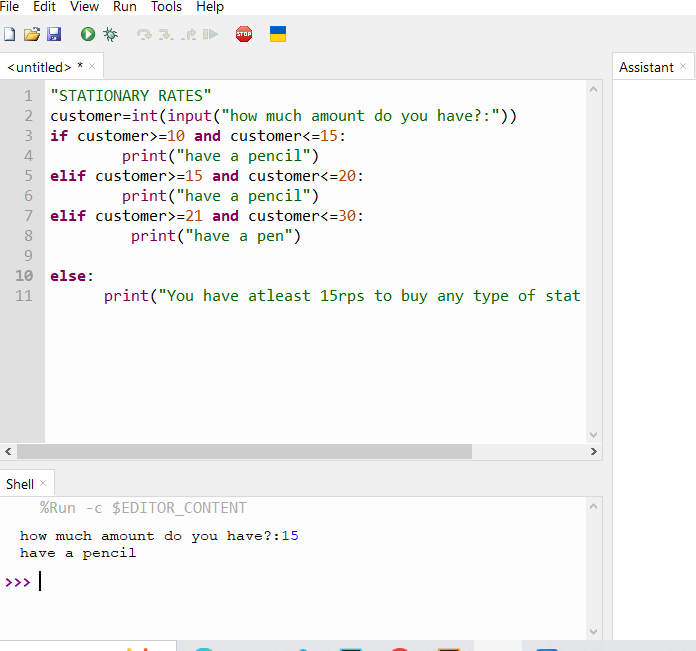 File Edit View Run Tools Help
STOP
<untitled> * ×
Assistant ×
1 "STATIONARY RATES"
2 customer=int(input("how much amount do you have?:"))
3 if customer>=10 and customer<=15:
4 print("have a pencil")
5 elif customer>=15 and customer<=20:
6 print("have a pencil")
7 elif customer>=21 and customer<=30:
8 print("have a pen")
9
10 else:
11 print("You have atleast 15rps to buy any type of stat
Shell ×
%Run -c $EDITOR_CONTENT
how much amount do you have?:15
have a pencil
>>>